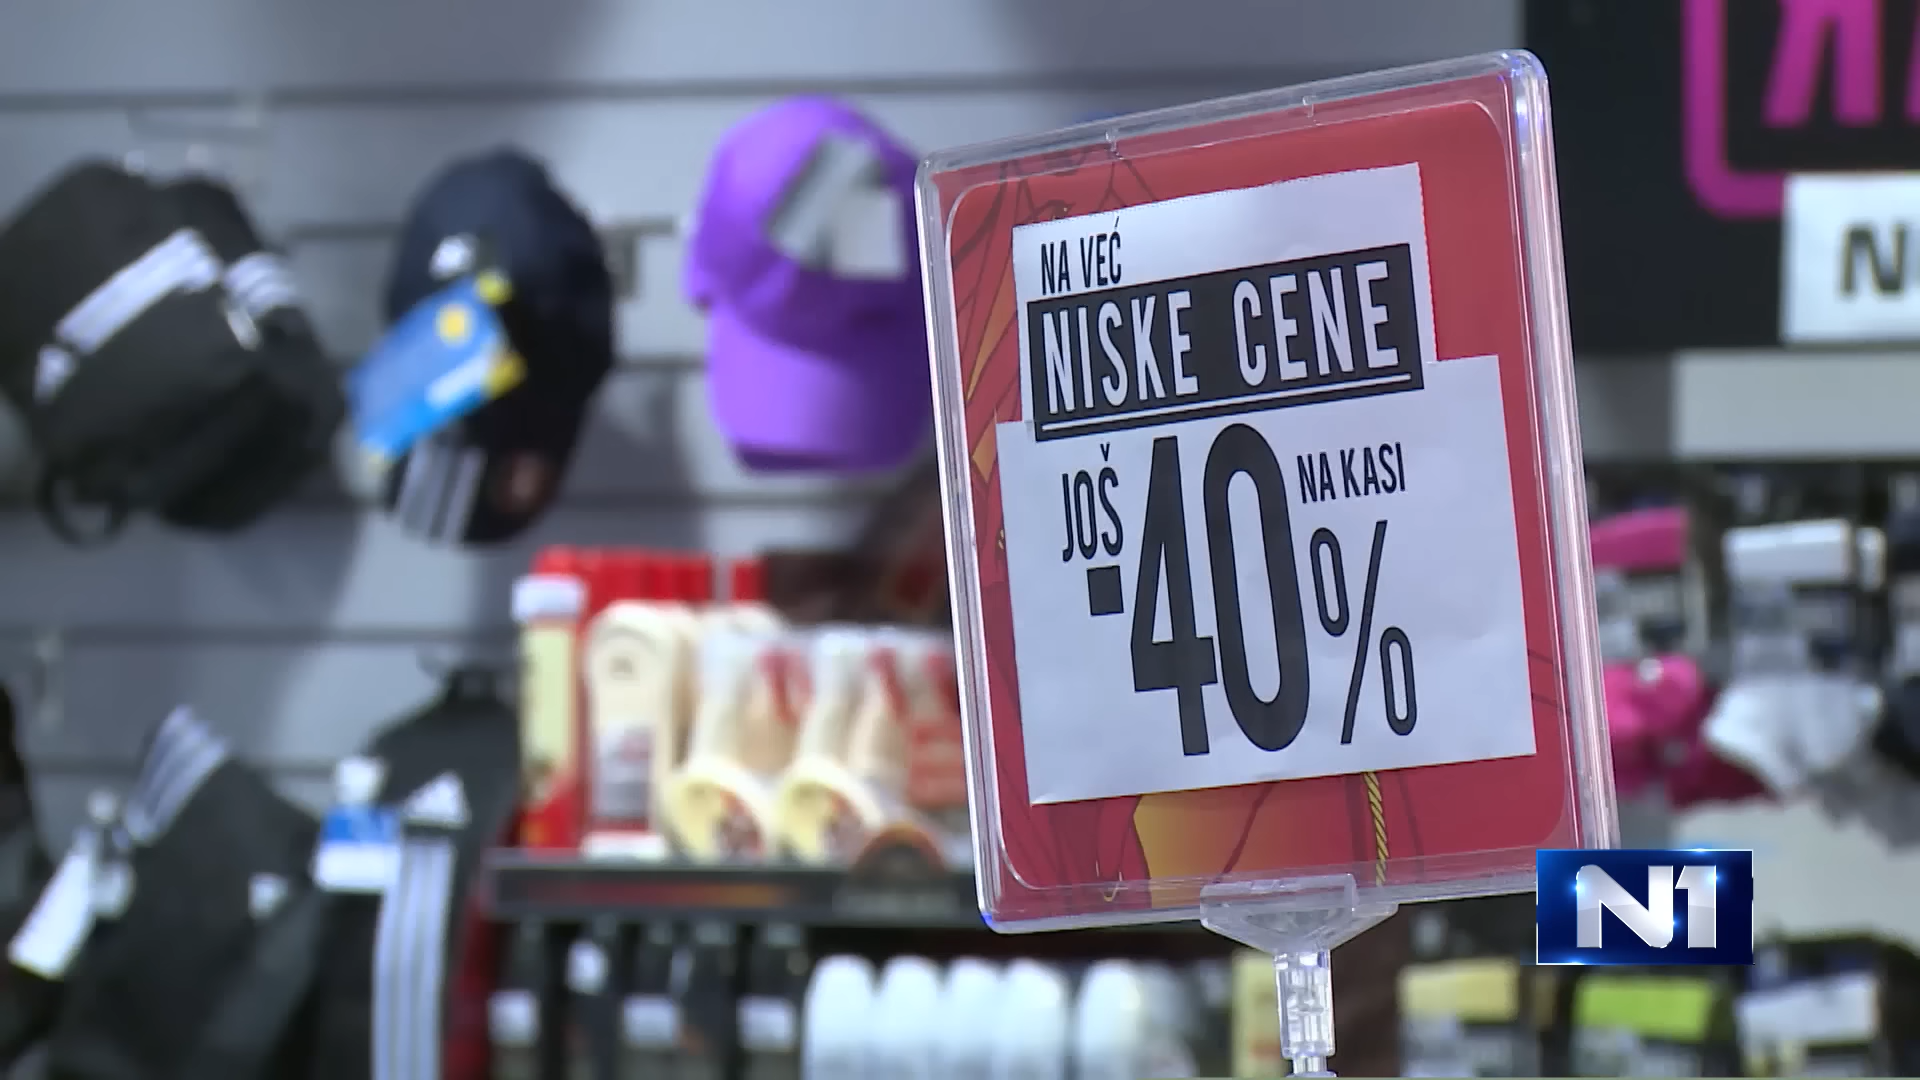 NA VEĆ
NISKE CENE
JOŠ
-40%
NA KASI
N1